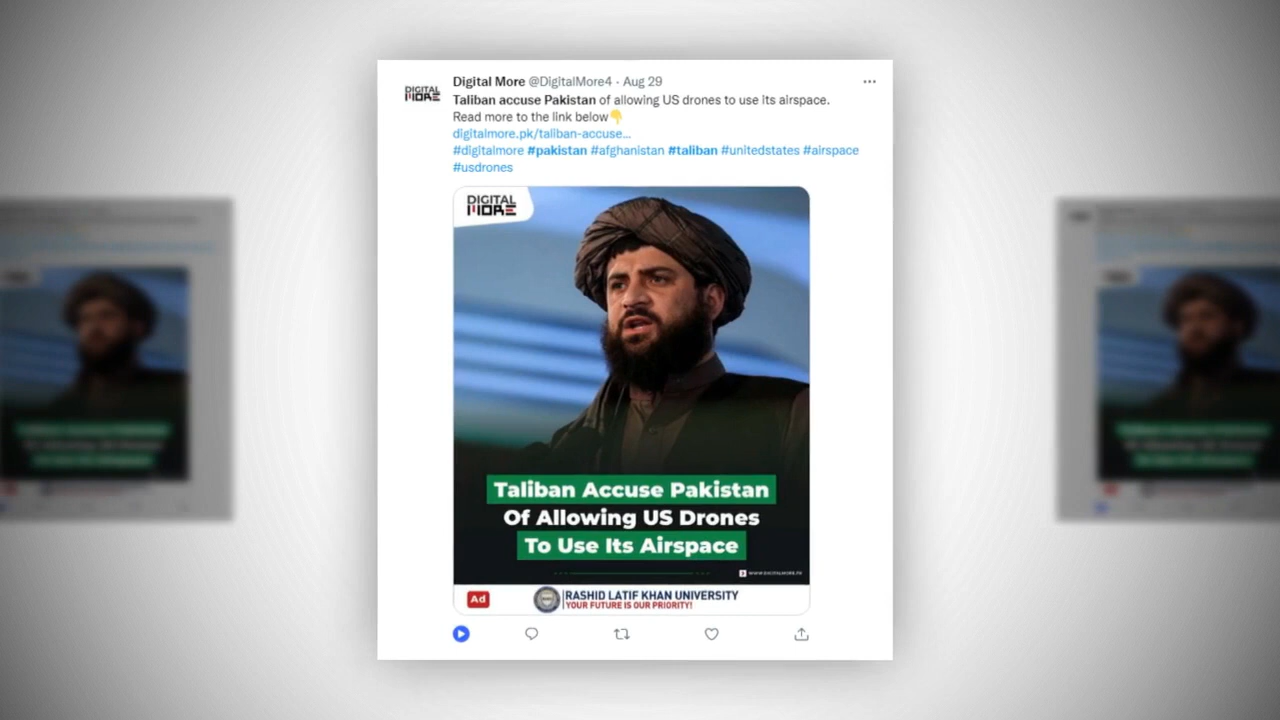 Digital More @DigitalMore4 · Aug 29
DIGITAL
MORE
Taliban accuse Pakistan of allowing US drones to use its airspace.
Read more to the link below👇
digitalmore.pk/taliban-accuse...
#digitalmore #pakistan #afghanistan #taliban #unitedstates #airspace
#usdrones
DIGITAL
MORE
Taliban Accuse Pakistan
Of Allowing US Drones
To Use Its Airspace
WWW.DIGITALMORE.PK
Ad
RASHID LATIF KHAN UNIVERSITY
YOUR FUTURE IS OUR PRIORITY!